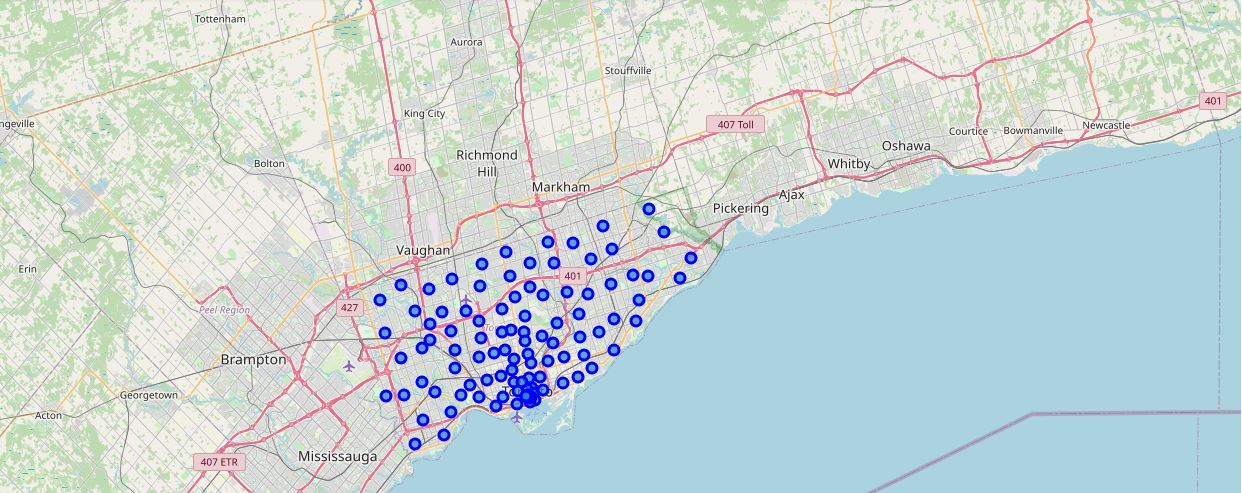 Tottenham
Aurora
Stouffville
401
King City
407 Toll
ngeville
Newcastle
Courtice
Bowmanville
Oshawa
Richmond
Hill
Bolton
400
Whitby
Markham
Ajax
Pickering
Vaughan
Erin
401
427
Peel Region
Brampton
Georgetown
Acton
Mississauga
407 ETR